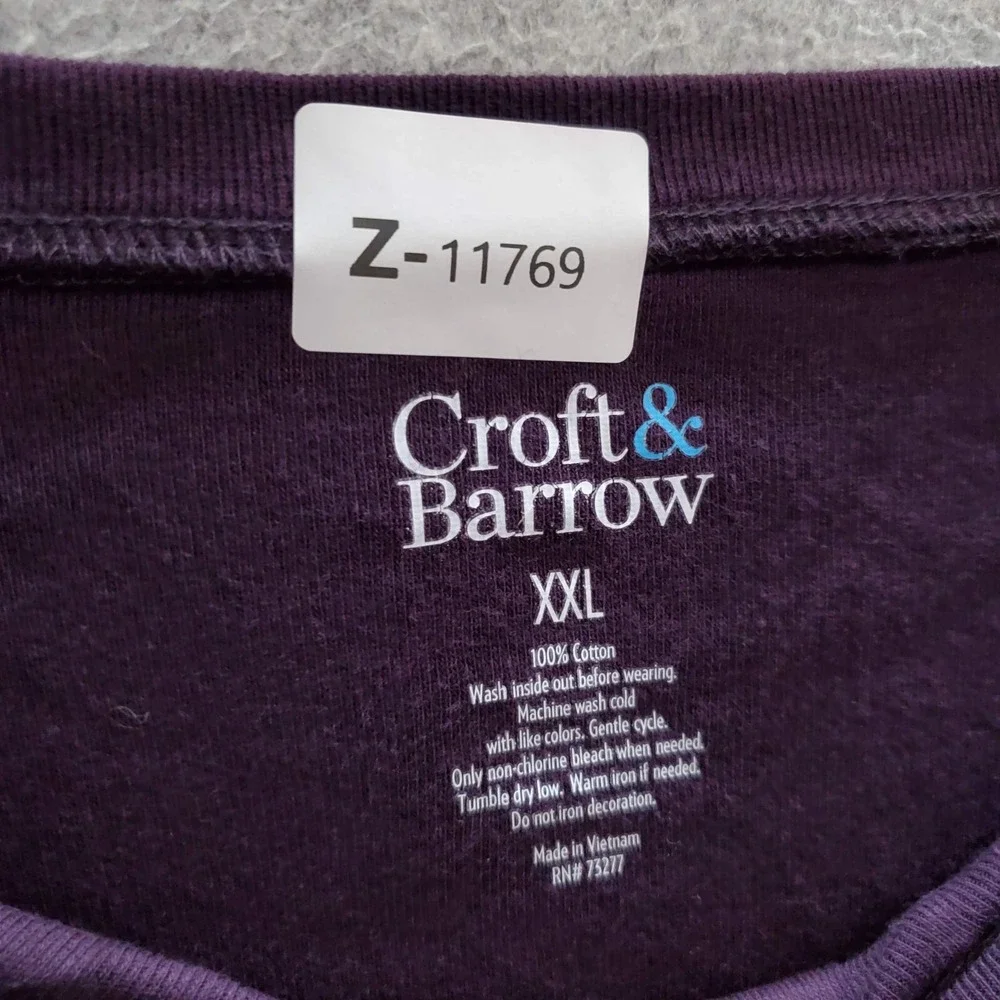 Z-11769
Croft&
Barrow
XXL
100% Cotton
Wash inside out before wearing.
Machine wash cold
with like colors. Gentle cycle.
Only non-chlorine bleach when needed.
Tumble dry low. Warm iron if needed.
Do not iron decoration.
Made in Vietnam
RN# 73277